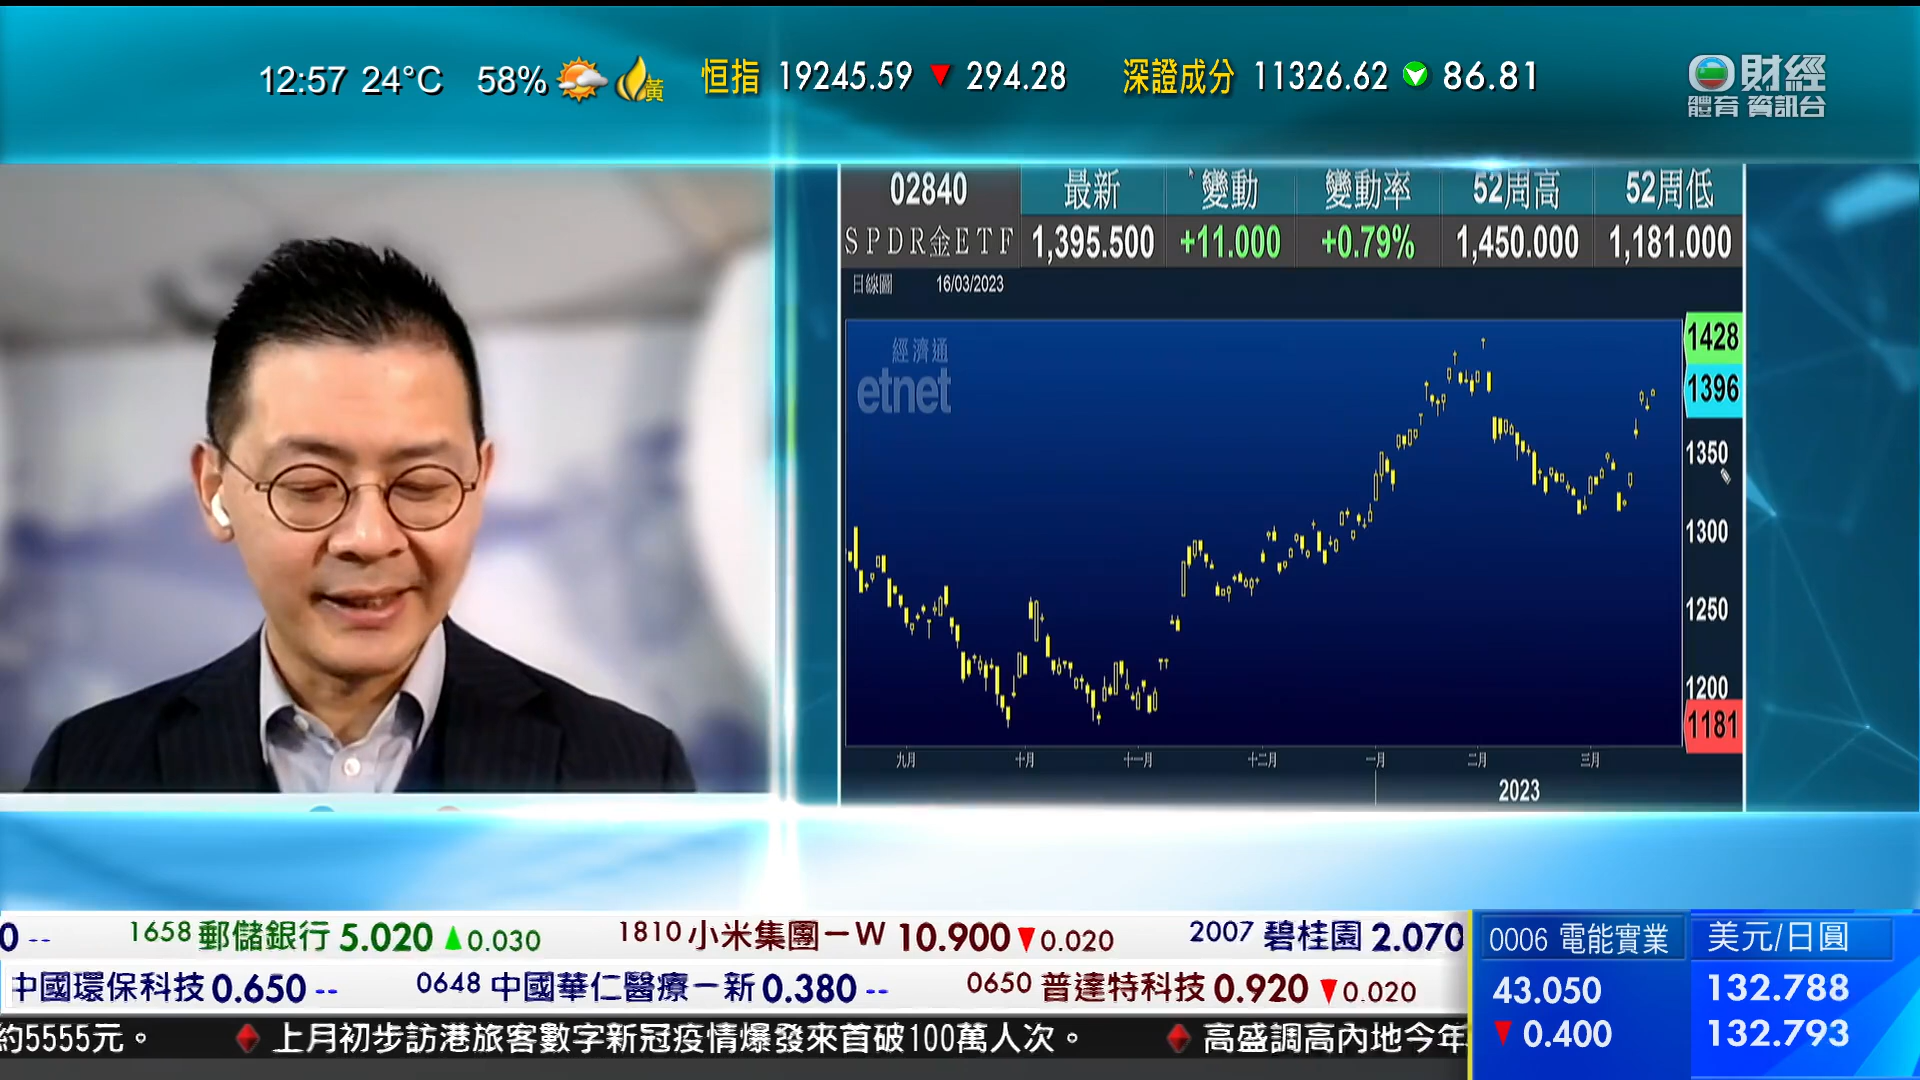 12:57 24°C 58% 黃 恒指 19245.59 ▼ 294.28 深證成分 11326.62 86.81
財經
體育 資訊台
02840 最新 變動 變動率 52周高 52周低
SPDR金ETF 1,395.500 +11.000 +0.79% 1,450.000 1,181.000
日線圖 16/03/2023
經濟通
etnet
1428
1396
1350
1300
1250
1200
1181
九月 十月 十一月 十二月 一月 二月 三月
2023
0 -- 1658 郵儲銀行 5.020 ▲ 0.030 1810 小米集團－W 10.900 ▼ 0.020 2007 碧桂園 2.070
中國環保科技 0.650 -- 0648 中國華仁醫療－新 0.380 -- 0650 普達特科技 0.920 ▼ 0.020
約5555元。 上月初步訪港旅客數字新冠疫情爆發來首破100萬人次。 高盛調高內地今年
0006 電能實業
43.050
▼ 0.400
美元/日圓
132.788
132.793